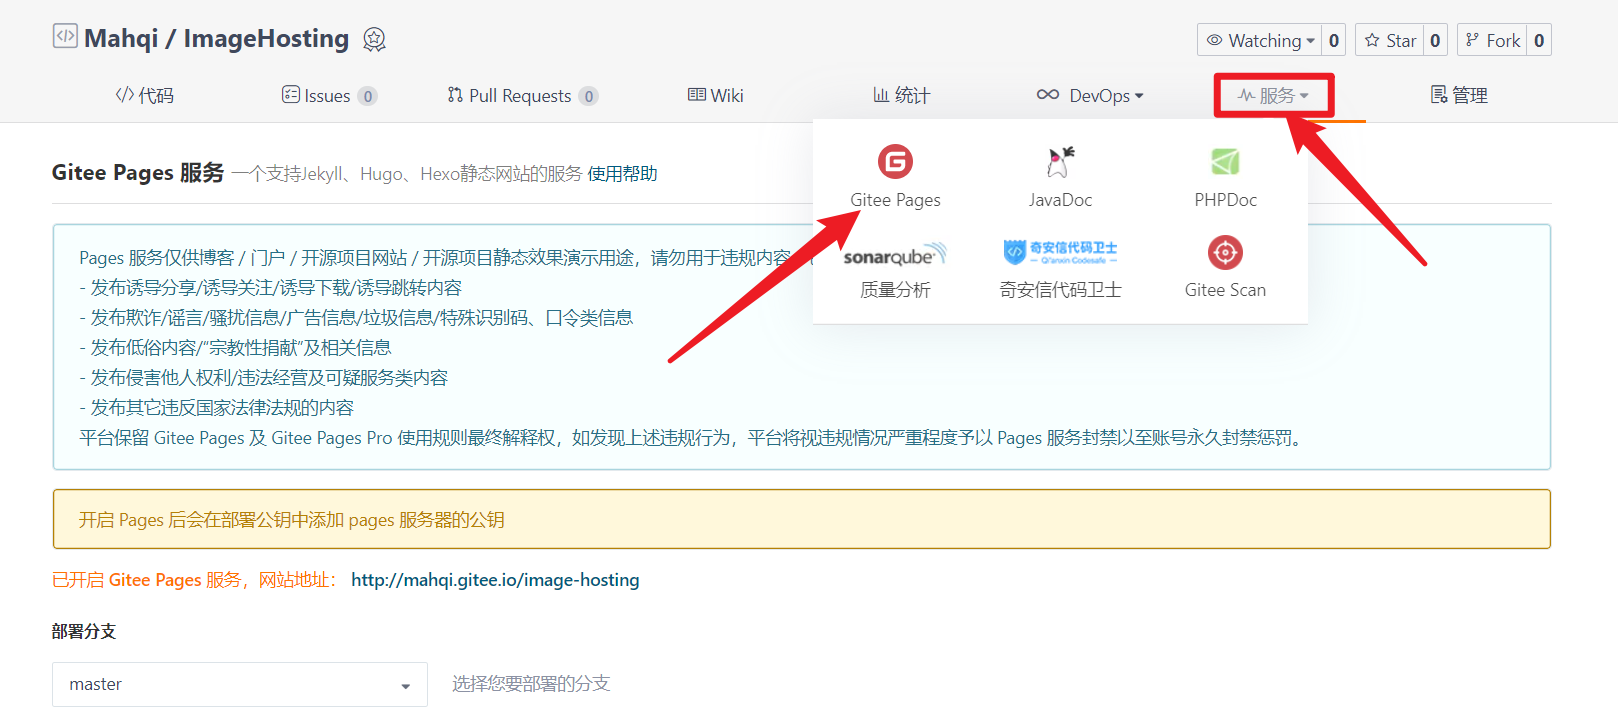 Mahqi / ImageHosting
Watching 0 Star 0 Fork 0
代码 Issues 0 Pull Requests 0 Wiki 统计 DevOps 服务 管理
Gitee Pages JavaDoc PHPDoc
sonarqube 奇安信代码卫士
Qi'anxin Codesafe
质量分析 奇安信代码卫士 Gitee Scan
Gitee Pages 服务 一个支持Jekyll、Hugo、Hexo静态网站的服务 使用帮助
Pages 服务仅供博客 / 门户 / 开源项目网站 / 开源项目静态效果演示用途，请勿用于违规内容
- 发布诱导分享/诱导关注/诱导下载/诱导跳转内容
- 发布欺诈/谣言/骚扰信息/广告信息/垃圾信息/特殊识别码、口令类信息
- 发布低俗内容/“宗教性捐献”及相关信息
- 发布侵害他人权利/违法经营及可疑服务类内容
- 发布其它违反国家法律法规的内容
平台保留 Gitee Pages 及 Gitee Pages Pro 使用规则最终解释权，如发现上述违规行为，平台将视违规情况严重程度予以 Pages 服务封禁以至账号永久封禁惩罚。
开启 Pages 后会在部署公钥中添加 pages 服务器的公钥
已开启 Gitee Pages 服务，网站地址： http://mahqi.gitee.io/image-hosting
部署分支
master 选择您要部署的分支